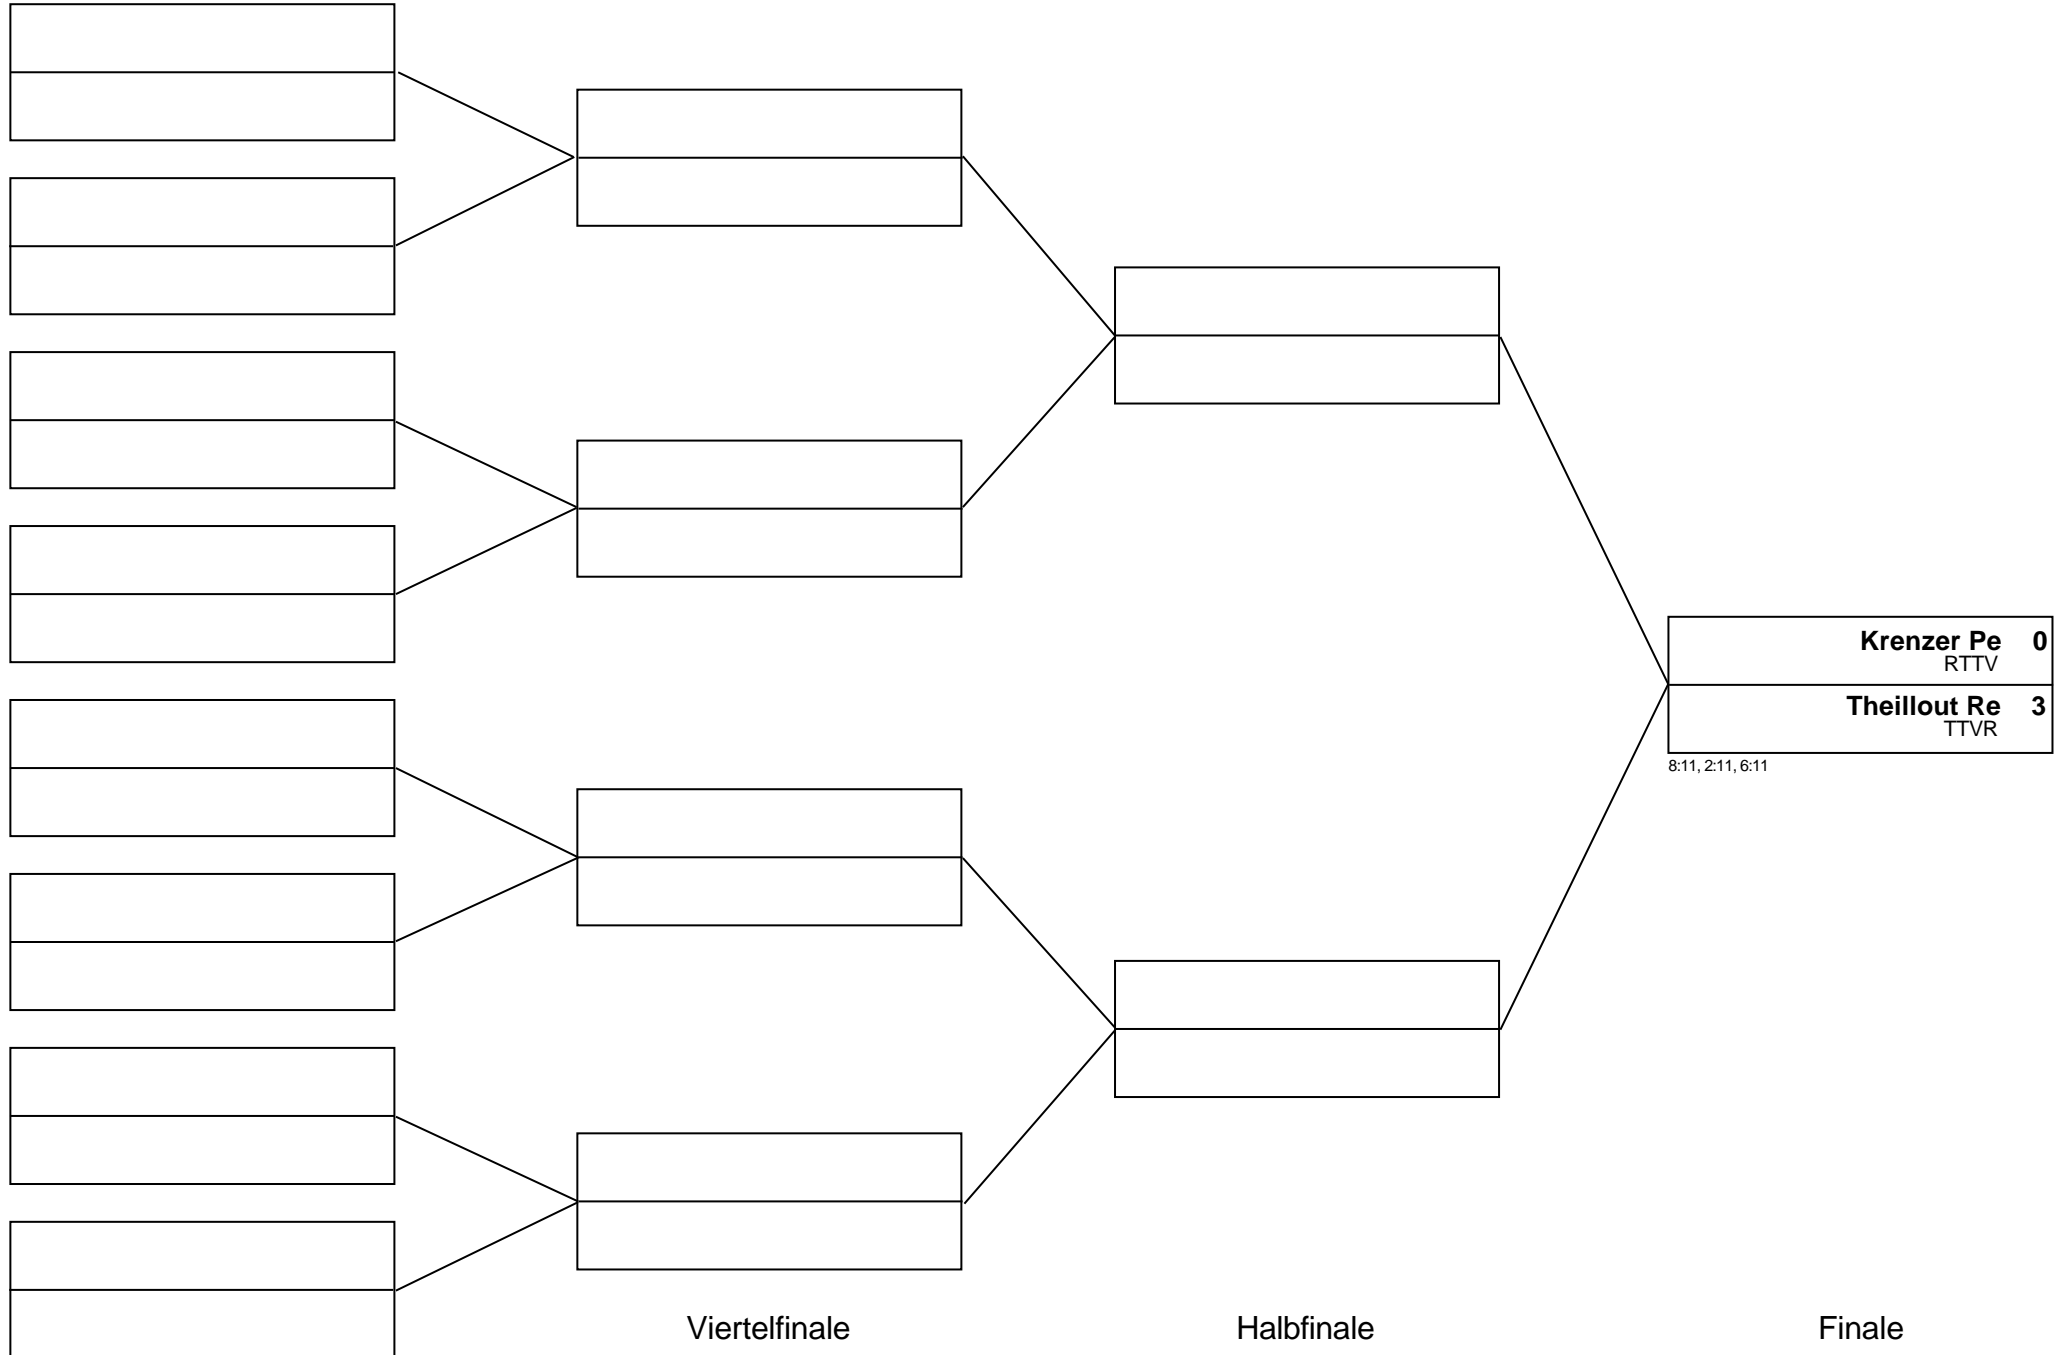 Krenzer Pe 0
RTTV
Theillout Re 3
TTVR
8:11, 2:11, 6:11
Viertelfinale Halbfinale Finale